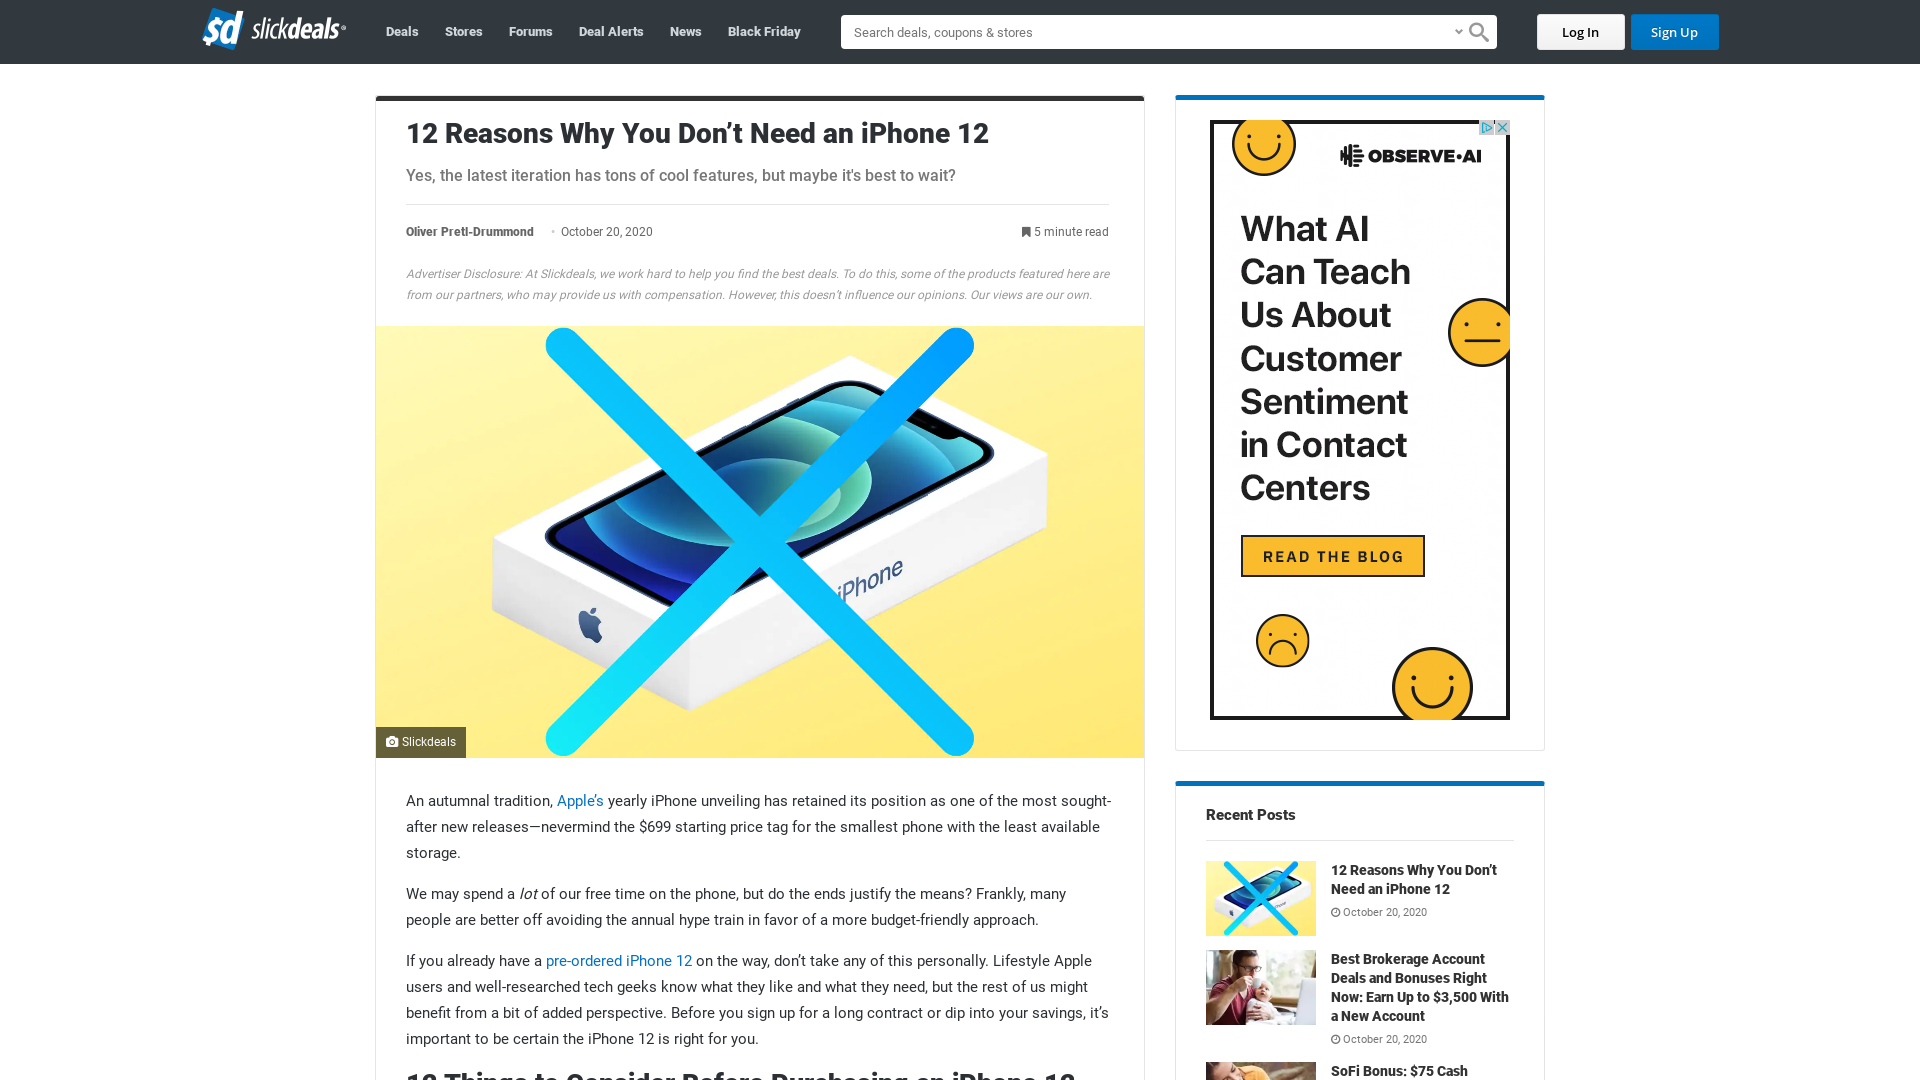 sd slickdeals
Deals Stores Forums Deal Alerts News Black Friday
Search deals, coupons & stores
Log In
Sign Up
12 Reasons Why You Don’t Need an iPhone 12
Yes, the latest iteration has tons of cool features, but maybe it's best to wait?
Oliver Pretl-Drummond • October 20, 2020
5 minute read
Advertiser Disclosure: At Slickdeals, we work hard to help you find the best deals. To do this, some of the products featured here are
from our partners, who may provide us with compensation. However, this doesn’t influence our opinions. Our views are our own.
iPhone
Slickdeals
An autumnal tradition, Apple’s yearly iPhone unveiling has retained its position as one of the most sought-
after new releases—nevermind the $699 starting price tag for the smallest phone with the least available
storage.
We may spend a lot of our free time on the phone, but do the ends justify the means? Frankly, many
people are better off avoiding the annual hype train in favor of a more budget-friendly approach.
If you already have a pre-ordered iPhone 12 on the way, don’t take any of this personally. Lifestyle Apple
users and well-researched tech geeks know what they like and what they need, but the rest of us might
benefit from a bit of added perspective. Before you sign up for a long contract or dip into your savings, it’s
important to be certain the iPhone 12 is right for you.
12 Things to Consider Before Purchasing an iPhone 12
OBSERVE•AI
What AI
Can Teach
Us About
Customer
Sentiment
in Contact
Centers
READ THE BLOG
Recent Posts
12 Reasons Why You Don’t
Need an iPhone 12
October 20, 2020
Best Brokerage Account
Deals and Bonuses Right
Now: Earn Up to $3,500 With
a New Account
October 20, 2020
SoFi Bonus: $75 Cash